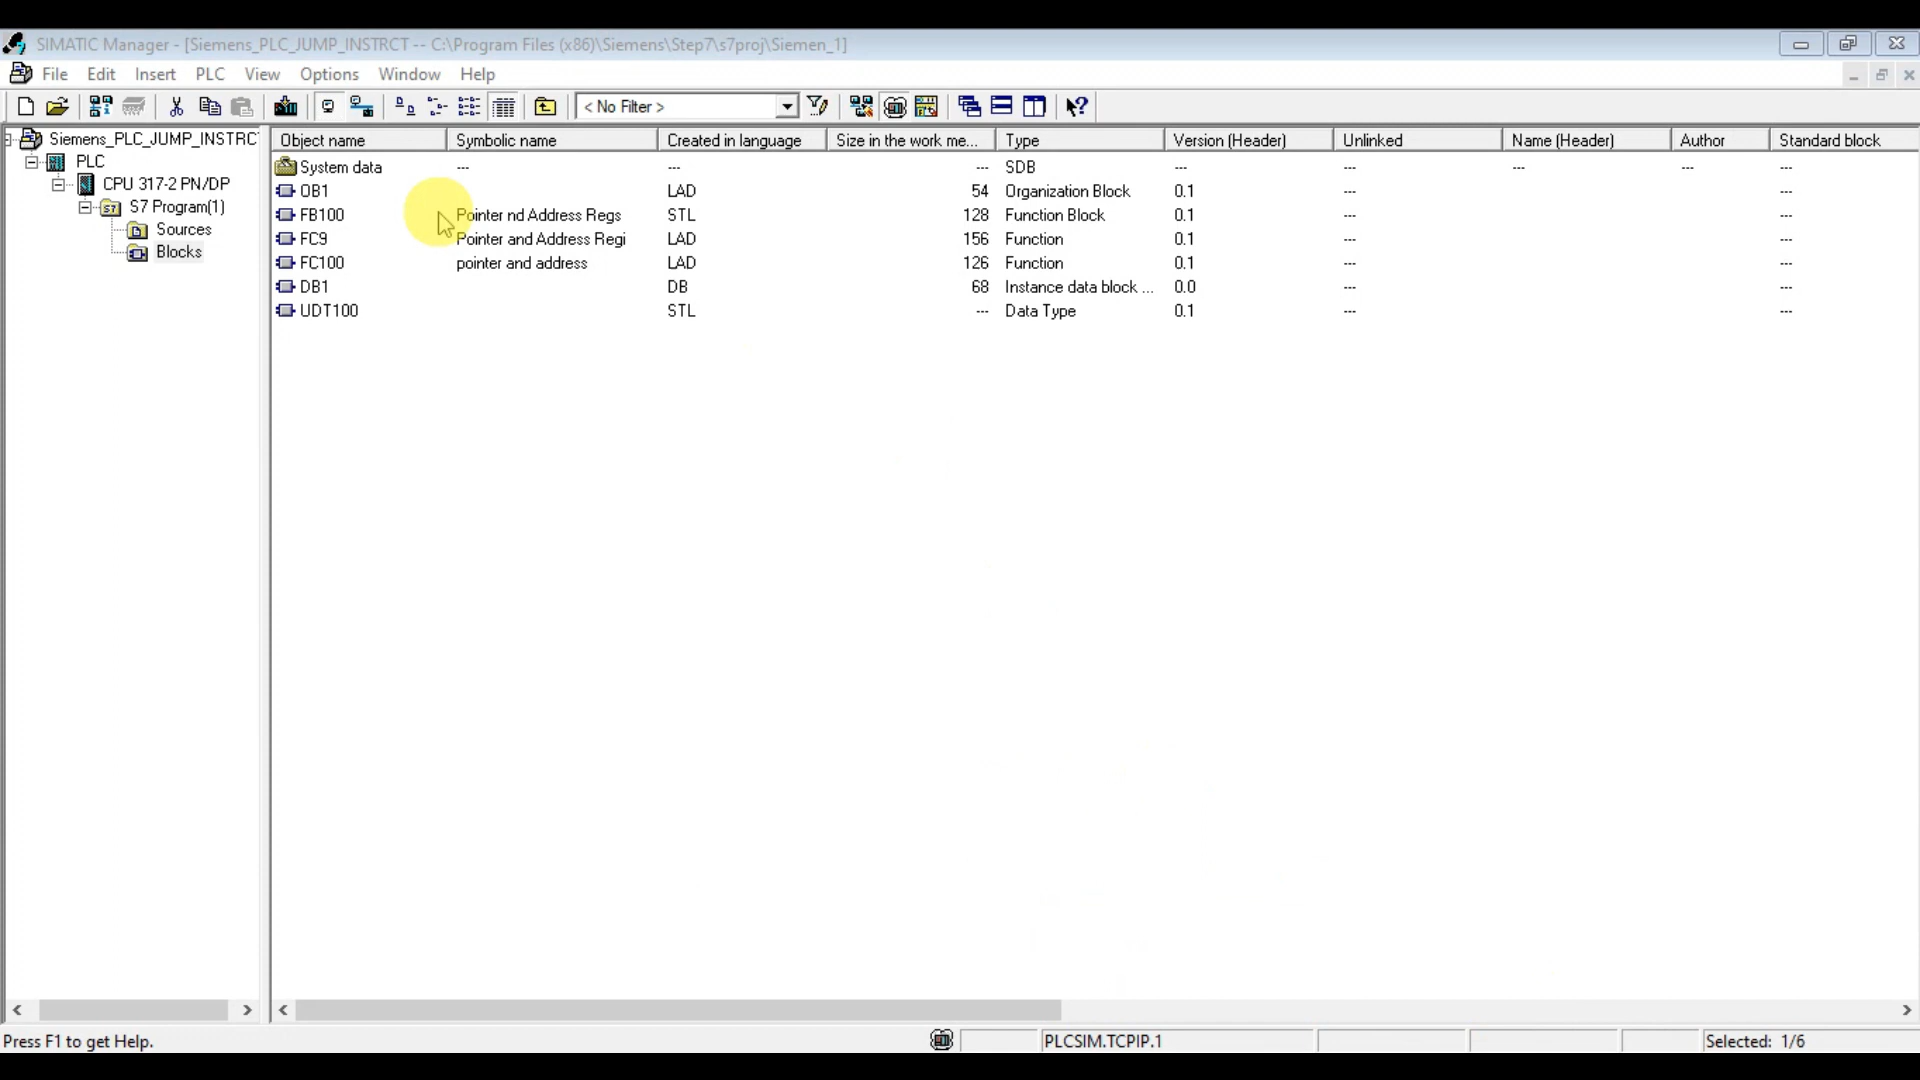 SIMATIC Manager - [Siemens_PLC_JUMP_INSTRCT -- C:\Program Files (x86)\Siemens\Step7\s7proj\Siemen_1]
File Edit Insert PLC View Options Window Help
< No Filter >
Siemens_PLC_JUMP_INSTRC
PLC
CPU 317-2 PN/DP
S7 Program(1)
Sources
Blocks
Object name Symbolic name Created in language Size in the work me... Type Version (Header) Unlinked Name (Header) Author Standard block
System data --- --- --- SDB --- --- --- --- ---
OB1 LAD 54 Organization Block 0.1 --- ---
FB100 Pointer nd Address Regs STL 128 Function Block 0.1 --- ---
FC9 Pointer and Address Regi LAD 156 Function 0.1 --- ---
FC100 pointer and address LAD 126 Function 0.1 --- ---
DB1 DB 68 Instance data block ... 0.0 --- ---
UDT100 STL --- Data Type 0.1 --- ---
Press F1 to get Help. PLCSIM.TCPIP.1 Selected: 1/6